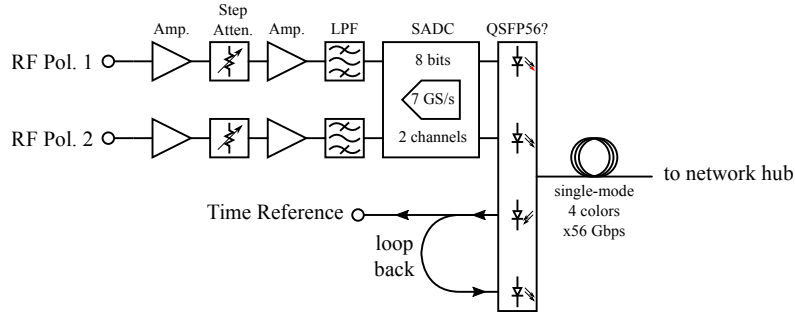 Step
Amp. Atten. Amp. LPF SADC QSFP56?
RF Pol. 1
8 bits
7 GS/s
RF Pol. 2
2 channels
to network hub
single-mode
4 colors
x56 Gbps
Time Reference
loop
back